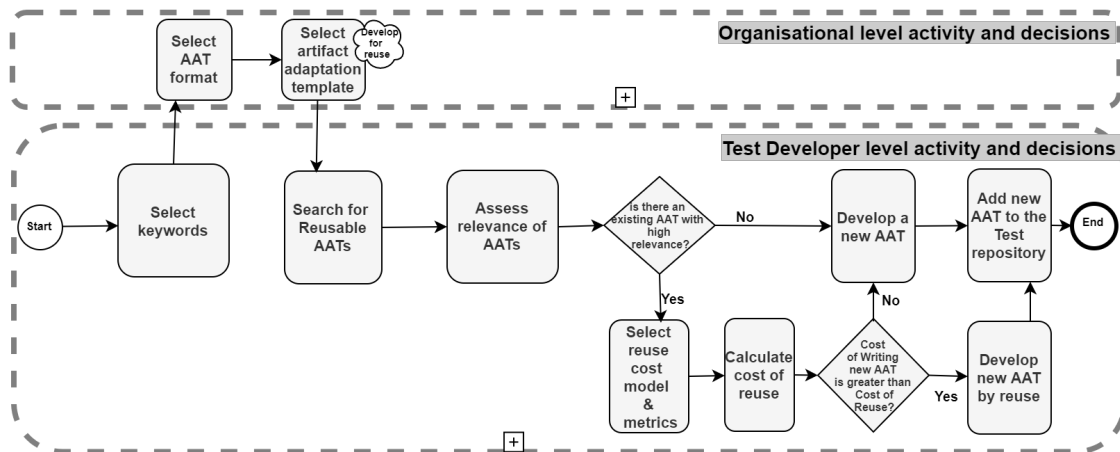 Organisational level activity and decisions
Select
AAT
format
Select
artifact
adaptation
template
Develop
for
reuse
+
Test Developer level activity and decisions
Start
Select
keywords
Search for
Reusable
AATs
Assess
relevance of
AATs
is there an
existing AAT with
high
relevance?
No
Develop a
new AAT
Add new
AAT to the
Test
repository
End
Yes
Select
reuse
cost
model
&
metrics
Calculate
cost of
reuse
Cost
of Writing
new AAT
is greater than
Cost of
Reuse?
No
Yes
Develop
new AAT
by reuse
+